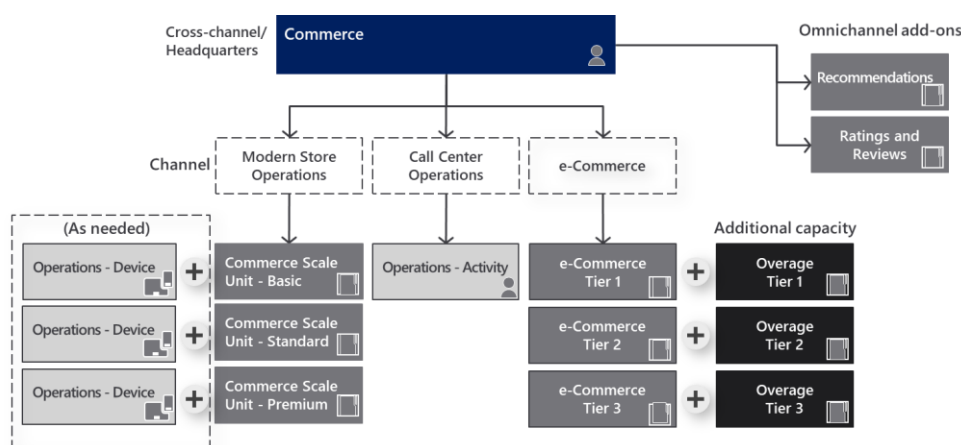 Cross-channel/
Headquarters
Commerce
Omnichannel add-ons
Recommendations
Ratings and
Reviews
Channel
Modern Store
Operations
Call Center
Operations
e-Commerce
(As needed)
Additional capacity
Operations - Device
Commerce Scale
Unit - Basic
Operations - Activity
e-Commerce
Tier 1
Overage
Tier 1
Operations - Device
Commerce Scale
Unit - Standard
e-Commerce
Tier 2
Overage
Tier 2
Operations - Device
Commerce Scale
Unit - Premium
e-Commerce
Tier 3
Overage
Tier 3